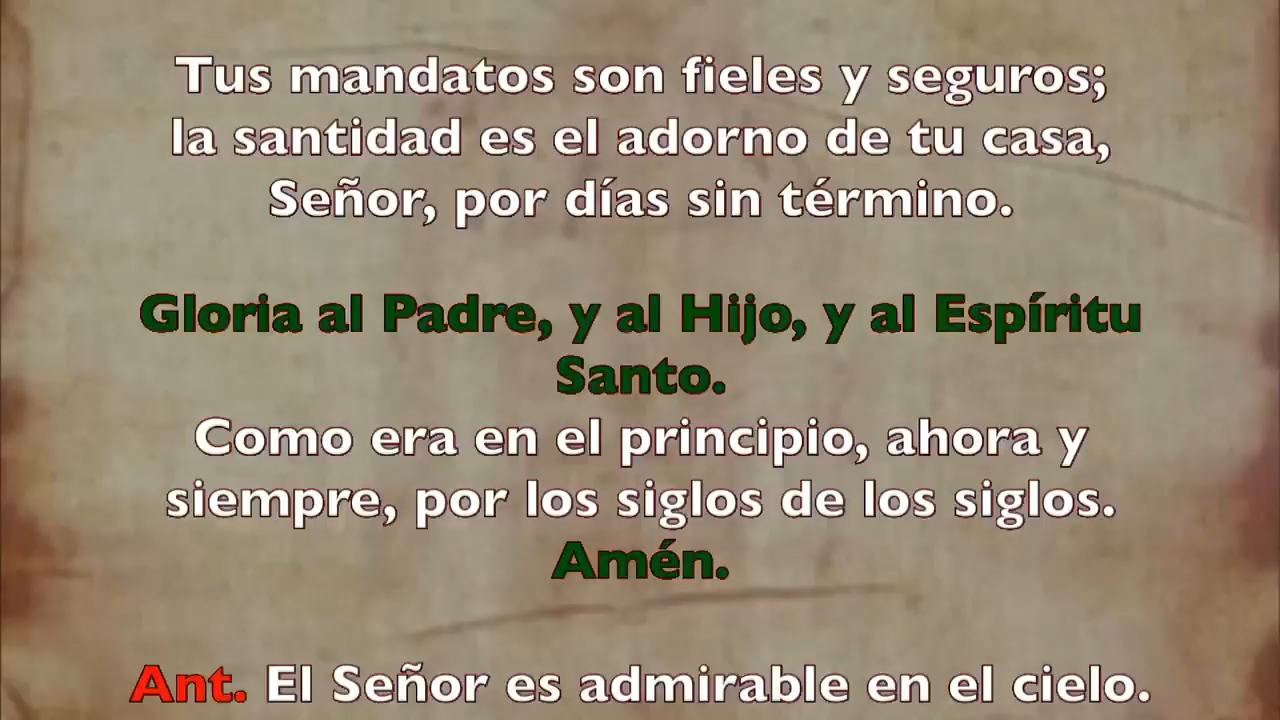 Tus mandatos son fieles y seguros;
la santidad es el adorno de tu casa,
Señor, por días sin término.
Gloria al Padre, y al Hijo, y al Espíritu
Santo.
Como era en el principio, ahora y
siempre, por los siglos de los siglos.
Amén.
Ant. El Señor es admirable en el cielo.